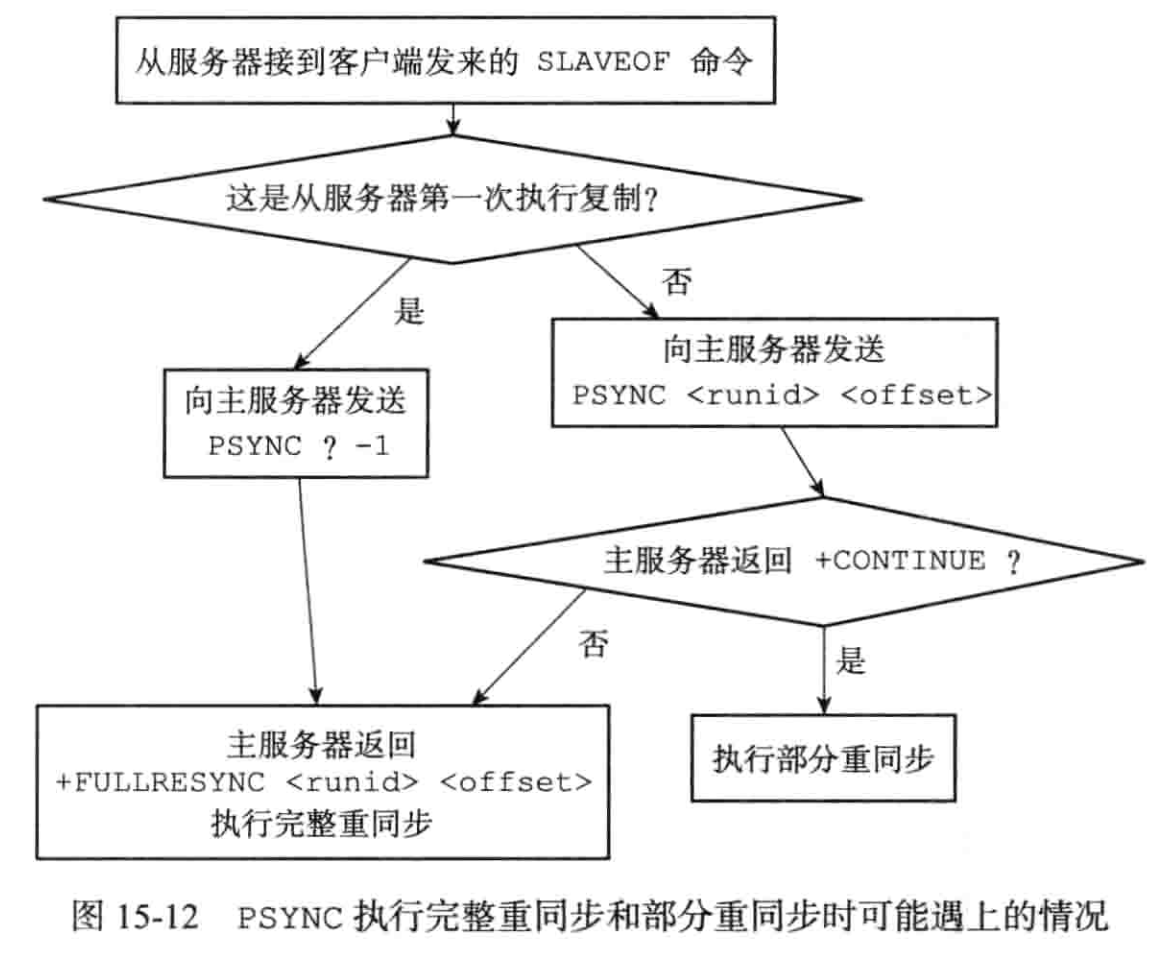 从服务器接到客户端发来的 SLAVEOF 命令
这是从服务器第一次执行复制?
是
否
向主服务器发送
PSYNC ? -1
向主服务器发送
PSYNC <runid> <offset>
主服务器返回 +CONTINUE ?
否
是
主服务器返回
+FULLRESYNC <runid> <offset>
执行完整重同步
执行部分重同步
图 15-12 PSYNC 执行完整重同步和部分重同步时可能遇上的情况